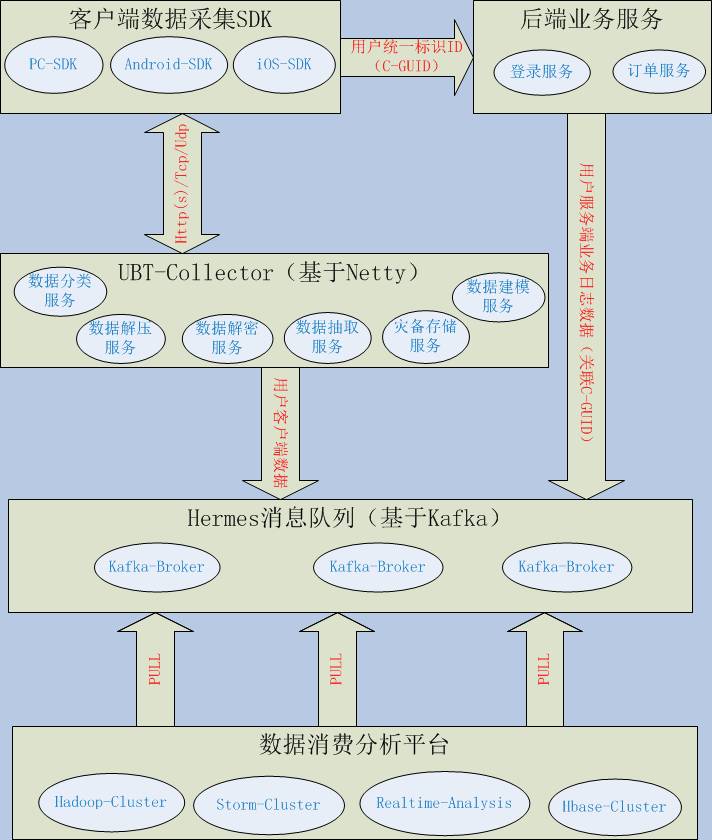 客户端数据采集SDK
PC-SDK
Android-SDK
iOS-SDK
用户统一标识ID
（C-GUID）
后端业务服务
登录服务
订单服务
Http(s)/Tcp/Udp
用户服务端业务日志数据（关联C-GUID）
UBT-Collector（基于Netty）
数据分类
服务
数据解压
服务
数据解密
服务
数据抽取
服务
灾备存储
服务
数据建模
服务
用户客户端数据
Hermes消息队列（基于Kafka）
Kafka-Broker
Kafka-Broker
Kafka-Broker
PULL
PULL
PULL
数据消费分析平台
Hadoop-Cluster
Storm-Cluster
Realtime-Analysis
Hbase-Cluster